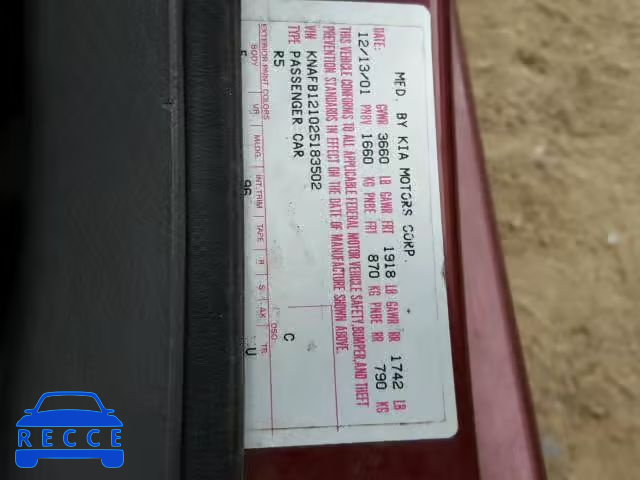 MFD. BY KIA MOTORS CORP.
DATE: GVWR 3660 LB GAWR FRT 1918 LB GAWR RR 1742 LB
12/13/01 PNBV 1660 KG PNBE FRT 870 KG PNBE RR 790 KG
THIS VEHICLE CONFORMS TO ALL APPLICABLE FEDERAL MOTOR VEHICLE SAFETY, BUMPER, AND THEFT
PREVENTION STANDARDS IN EFFECT ON THE DATE OF MANUFACTURE SHOWN ABOVE.
VIN KNAFB121025183502
TYPE PASSENGER CAR C
R5
EXTERIOR PAINT COLORS DSO
BODY VR MLDG. INT. TRIM TAPE R S AX TR
96 U
RECCE